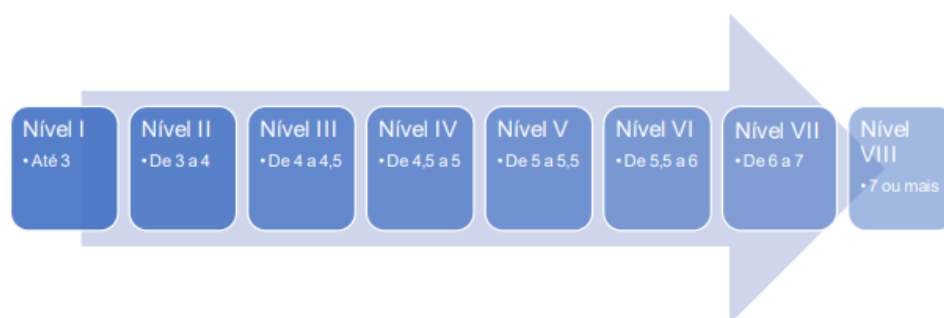 Nível I
• Até 3
Nível II
• De 3 a 4
Nível III
• De 4 a 4,5
Nível IV
• De 4,5 a 5
Nível V
• De 5 a 5,5
Nível VI
• De 5,5 a 6
Nível VII
• De 6 a 7
Nível
VIII
• 7 ou mais